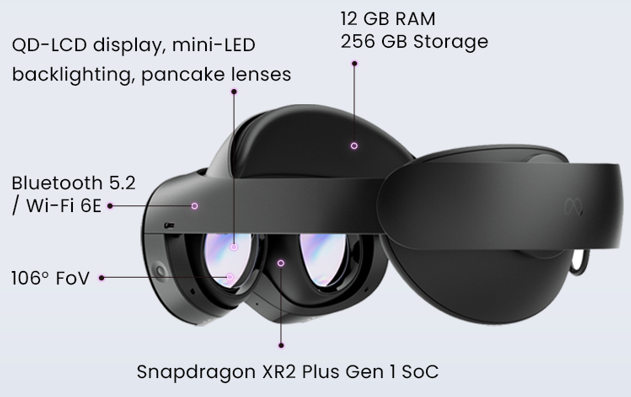 12 GB RAM
256 GB Storage
QD-LCD display, mini-LED
backlighting, pancake lenses
Bluetooth 5.2
/ Wi-Fi 6E
106° FoV
Snapdragon XR2 Plus Gen 1 SoC